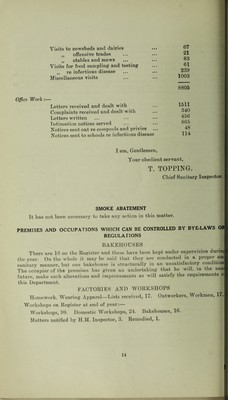 Visits to cowsheds and dairies ... 67
„ offensive trades ... 21
„ stables and mews ... 83
Visits for food sampling and testing ... 61
„ re infectious disease ... 239
Miscellaneous visits ... 1003
8805
Office Work :—
Letters received and dealt with ... 1511
Complaints received and dealt with ... 340
Letters written ... ... 456
Intimation notices served ... 865
Notices sent out re cesspools and privies ... 48
Notices sent to schools re infectious disease 114
I am, Gentlemen,
Your obedient servant,
T. TOPPING,
Chief Sanitary Inspector.
SMOKE ABATEMENT
It has not been necessary to take any action in this matter.
PREMISES AND OCCUPATIONS WHICH CAN BE CONTROLLED BY BYE-LAWS OR
REGULATIONS
BAKEHOUSES
There are 16 on the Register and these have been kept under supervision during
the year. On the whole it may be said that they are conducted in a proper and
sanitary manner, but one bakehouse is structurally in an unsatisfactory condition.
The occupier of the premises has given an undertaking that he will, in the near
future, make such alterations and improvements as will satisfy the requirements of
this Department.
FACTORIES AND WORKSHOPS
Homework, Wearing Apparel—Lists received, 17. Outworkers, Workmen, 17.
Workshops on Register at end of year:—
Workshops, 99. Domestic Workshops, 24. Bakehouses, 16.
Matters notified by H.M. Inspector, 3. Remedied, 1.
14